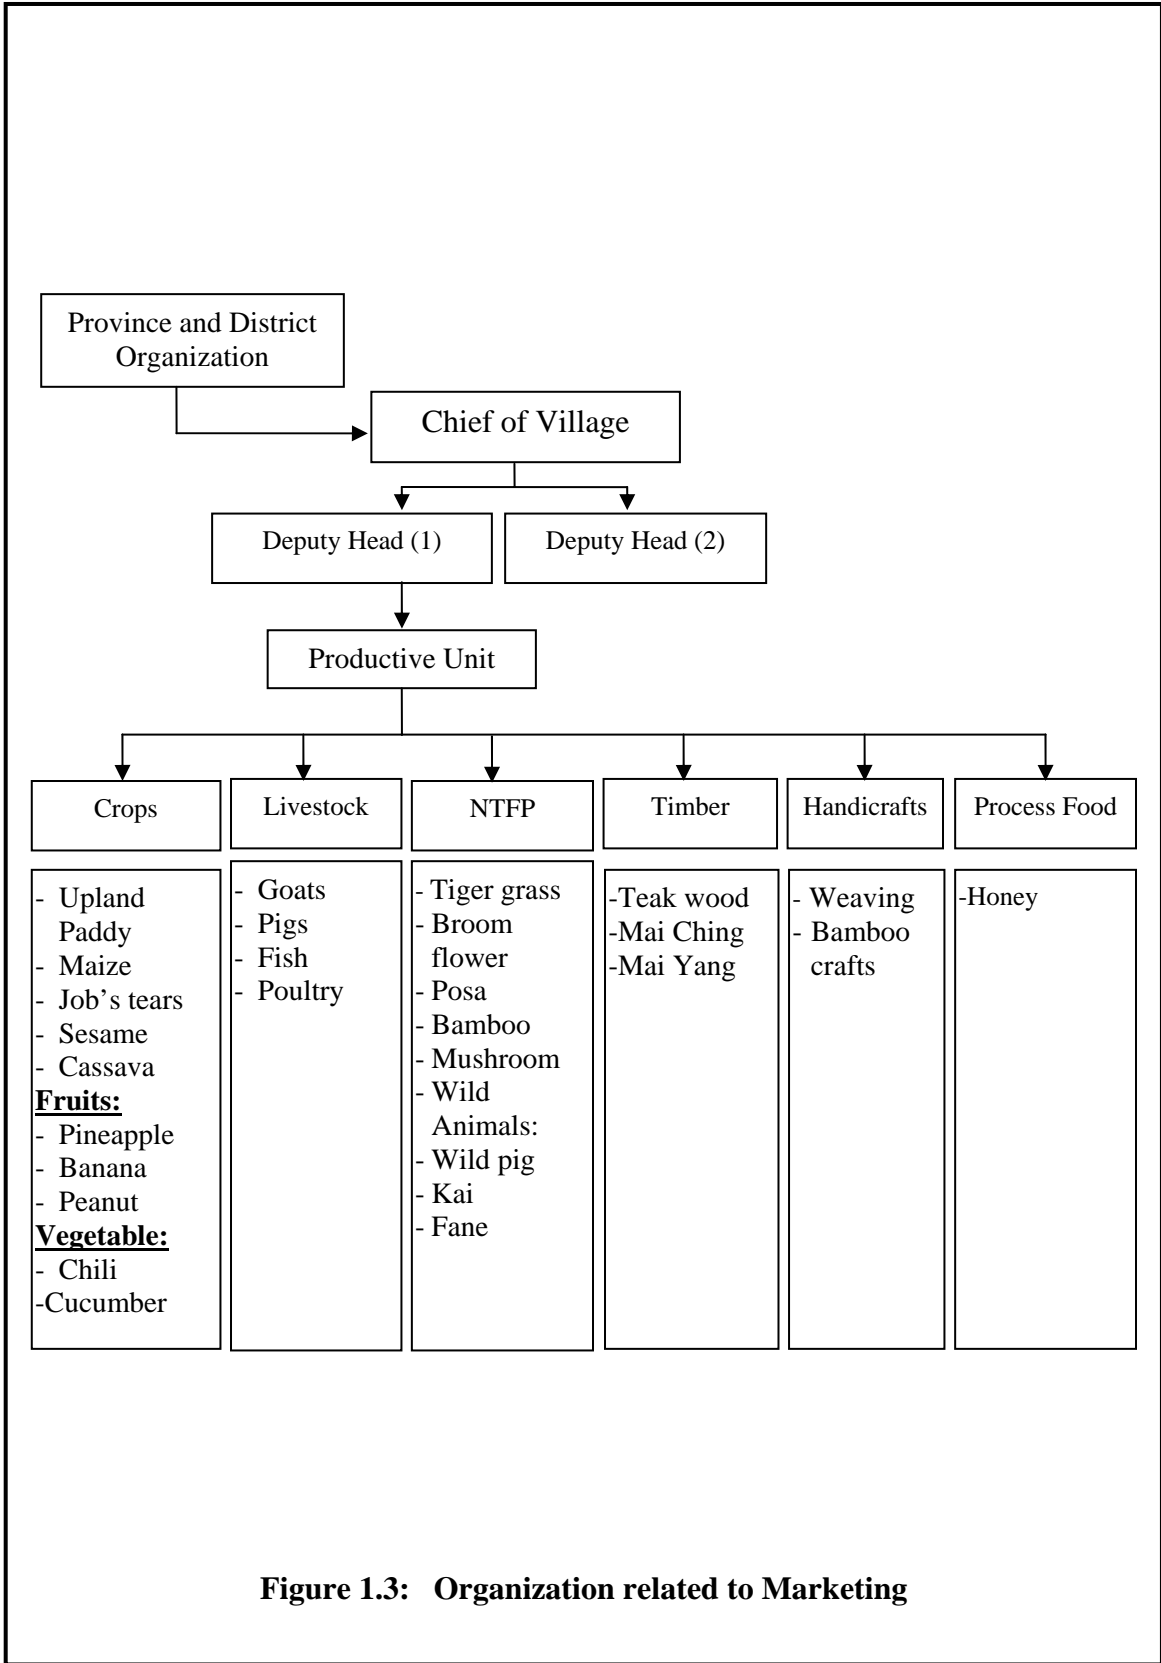 Province and District
Organization
Chief of Village
Deputy Head (1)
Deputy Head (2)
Productive Unit
Crops
Livestock
NTFP
Timber
Handicrafts
Process Food
- Upland
Paddy
- Maize
- Job's tears
- Sesame
- Cassava
Fruits:
- Pineapple
- Banana
- Peanut
Vegetable:
- Chili
-Cucumber
- Goats
- Pigs
- Fish
- Poultry
- Tiger grass
- Broom
flower
- Posa
- Bamboo
- Mushroom
- Wild
Animals:
- Wild pig
- Kai
- Fane
-Teak wood
-Mai Ching
-Mai Yang
- Weaving
- Bamboo
crafts
-Honey
Figure 1.3: Organization related to Marketing